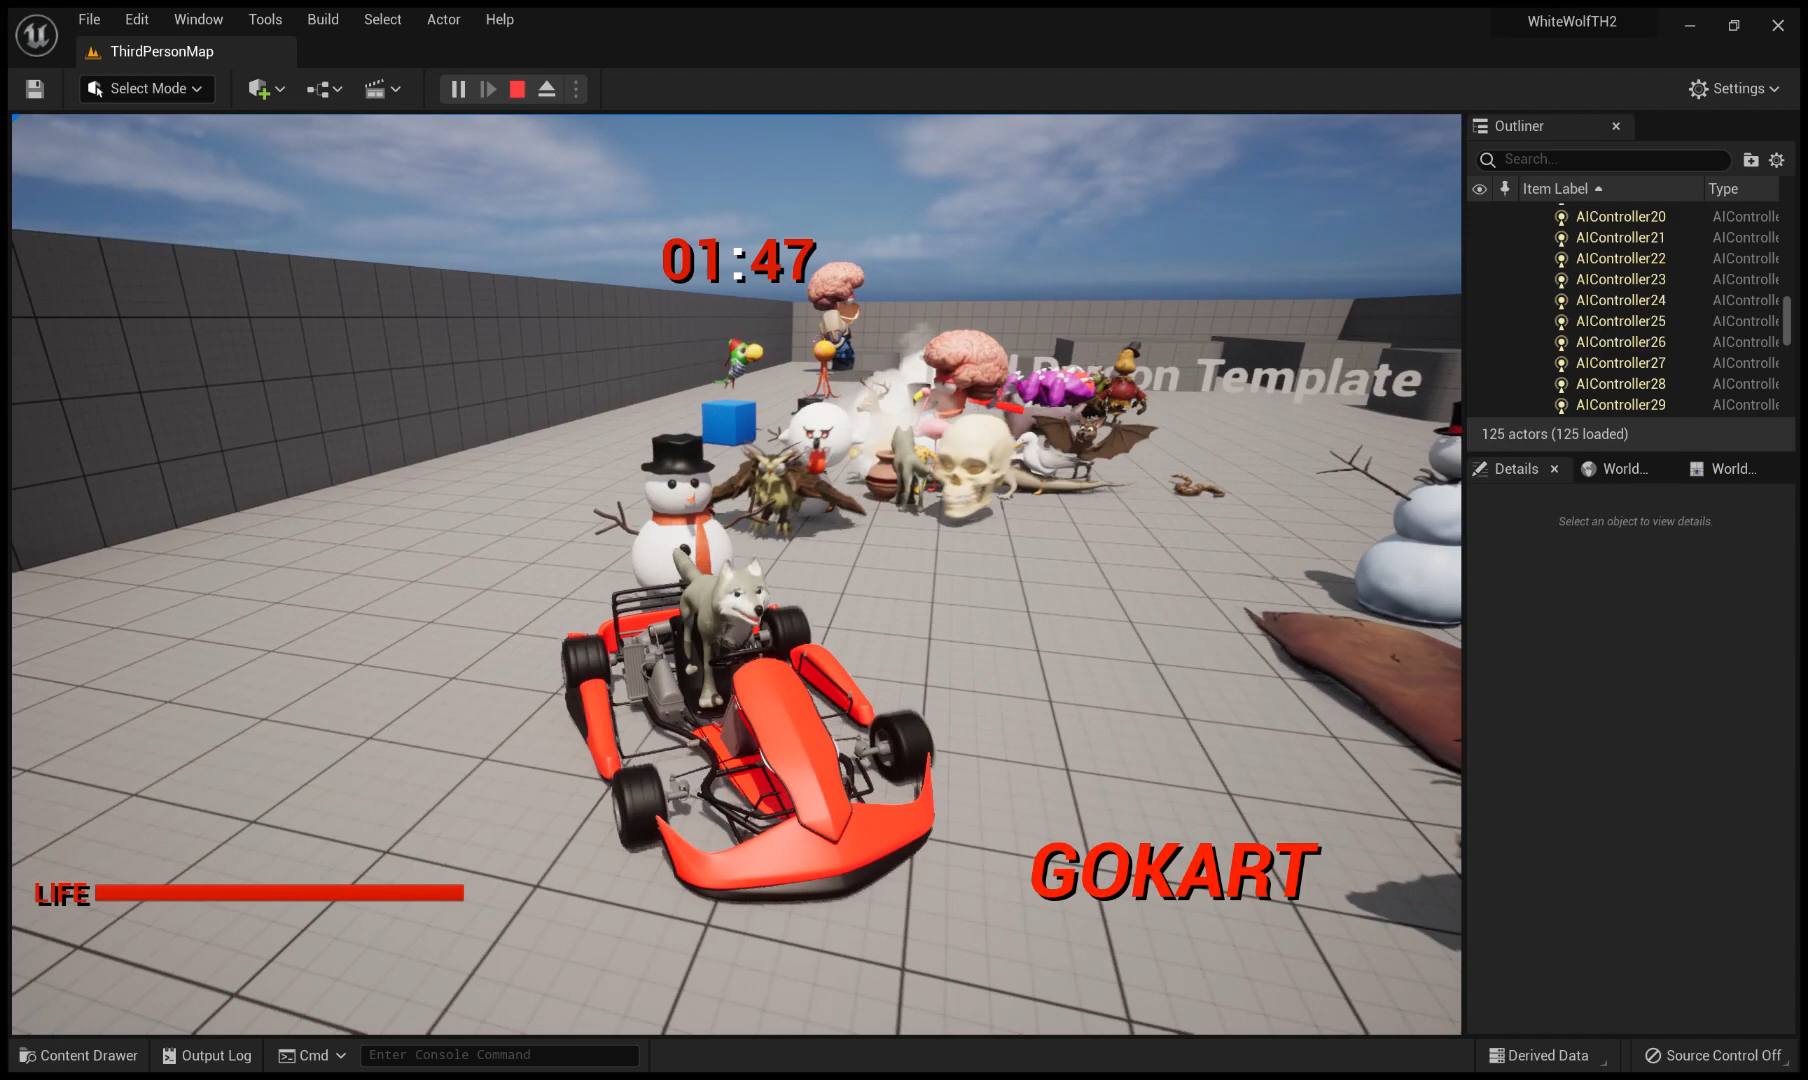 File Edit Window Tools Build Select Actor Help
WhiteWolfTH2
ThirdPersonMap
Select Mode
Settings
Outliner
Search...
Item Label Type
AIController20 AIControlle
AIController21 AIControlle
AIController22 AIControlle
AIController23 AIControlle
AIController24 AIControlle
AIController25 AIControlle
AIController26 AIControlle
AIController27 AIControlle
AIController28 AIControlle
AIController29 AIControlle
125 actors (125 loaded)
Details World... World...
Select an object to view details.
01:47
Person Template
LIFE
GOKART
Content Drawer Output Log Cmd Enter Console Command Derived Data Source Control Off